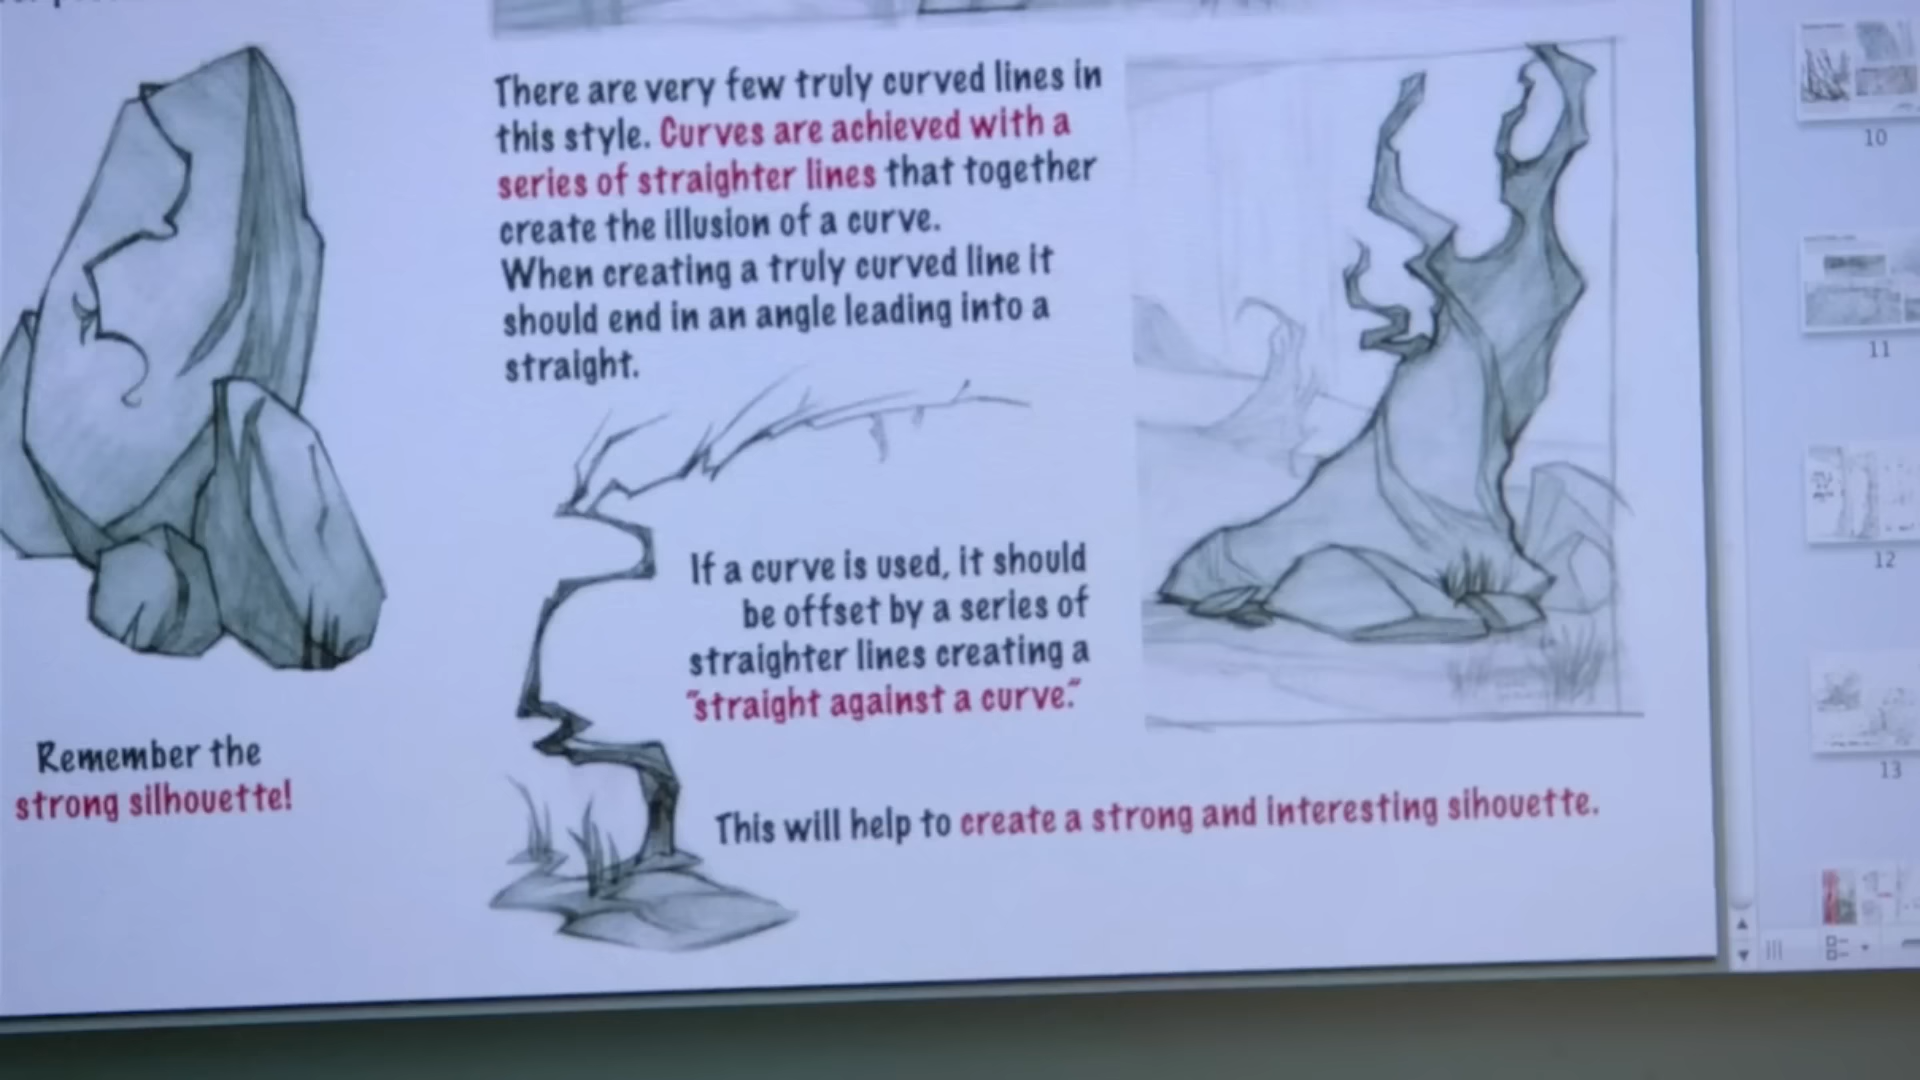 There are very few truly curved lines in
this style. Curves are achieved with a
series of straighter lines that together
create the illusion of a curve.
When creating a truly curved line it
should end in an angle leading into a
straight.
If a curve is used, it should
be offset by a series of
straighter lines creating a
"straight against a curve."
Remember the
strong silhouette!
This will help to create a strong and interesting sihouette.
10
11
12
13